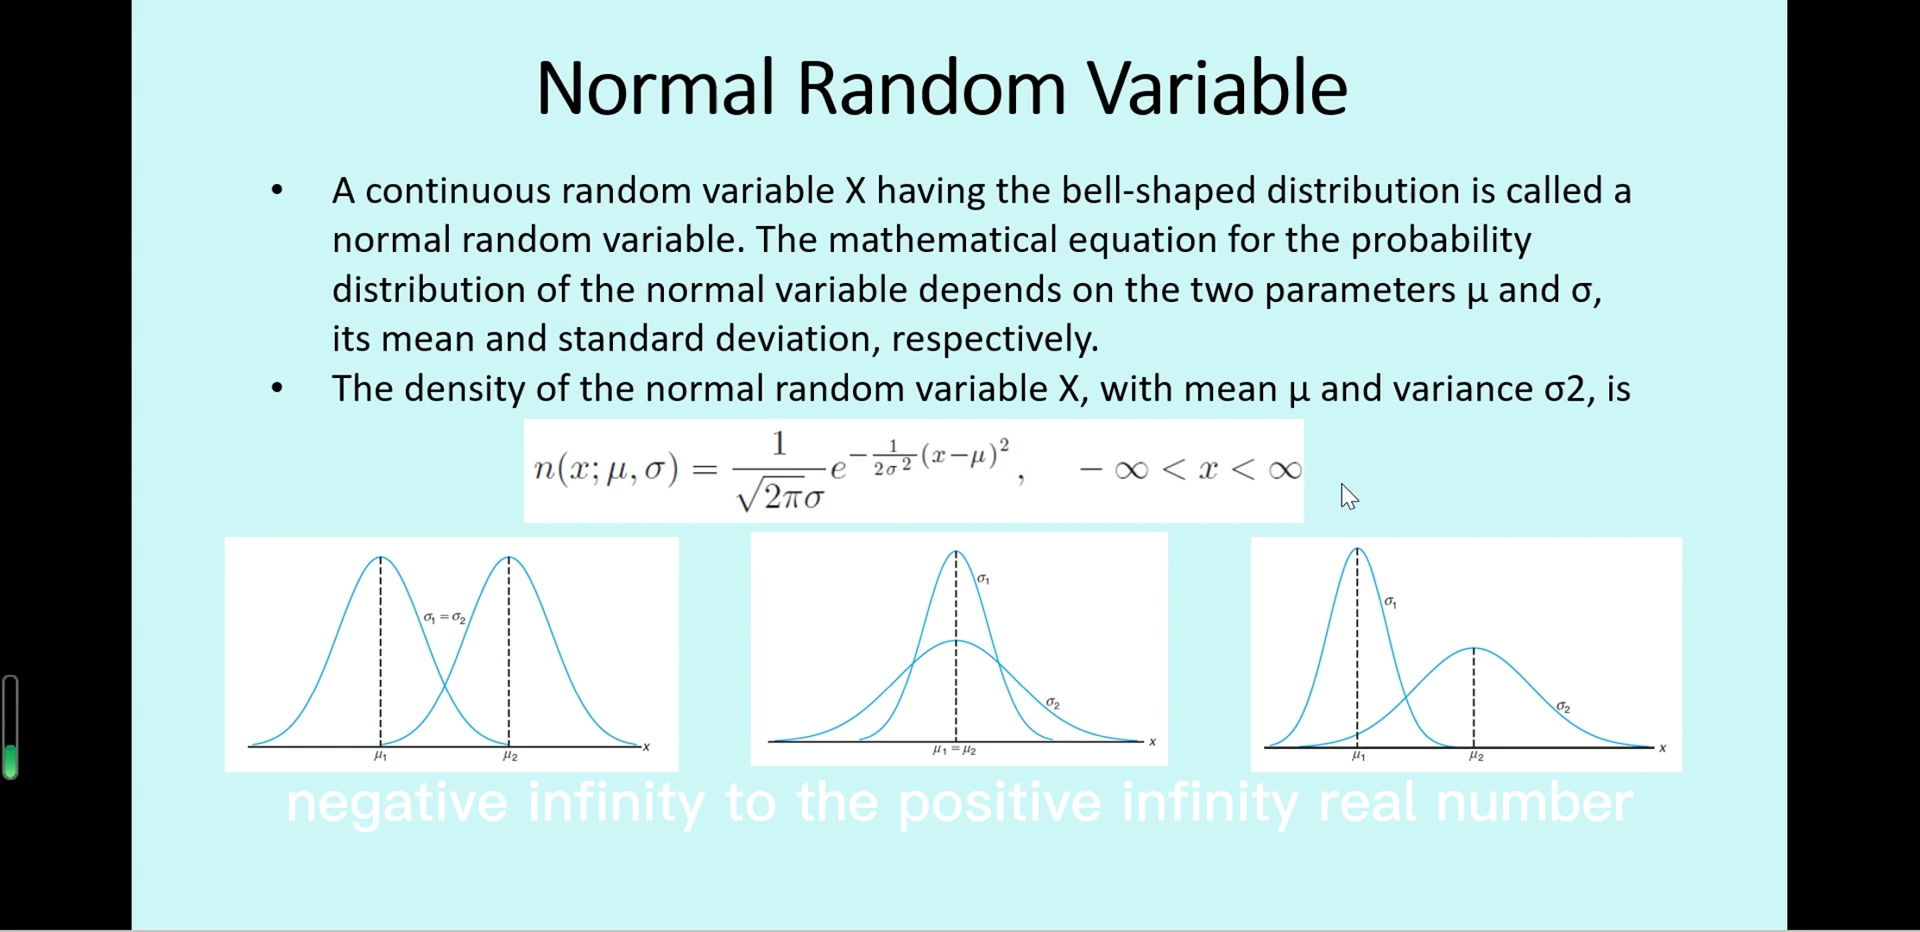 Normal Random Variable
• A continuous random variable X having the bell-shaped distribution is called a
normal random variable. The mathematical equation for the probability
distribution of the normal variable depends on the two parameters μ and σ,
its mean and standard deviation, respectively.
• The density of the normal random variable X, with mean μ and variance σ2, is
n(x; μ, σ) = 1/(√2π σ) e^(−1/(2σ²)(x−μ)²), − ∞ < x < ∞
σ₁ = σ₂
μ₁ μ₂ x
σ₁
σ₂
μ₁ = μ₂ x
σ₁
σ₂
μ₁ μ₂ x
negative infinity to the positive infinity real number